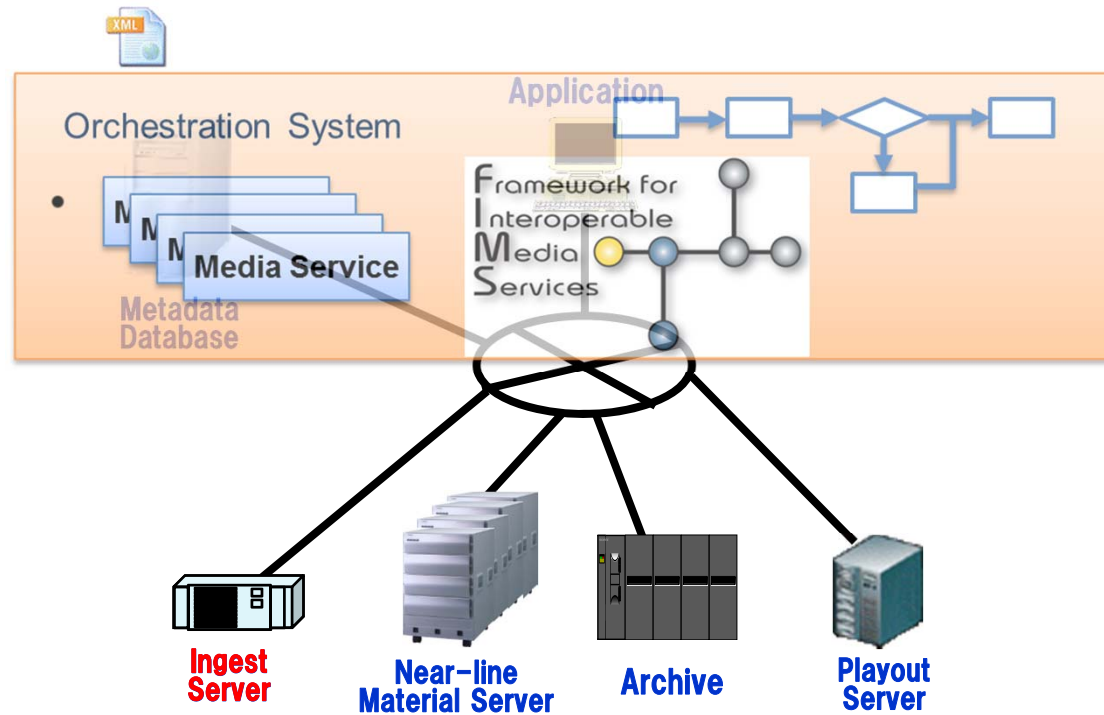 XML
Application
Orchestration System
Framework for
Interoperable
Media
Services
M
M
M
Media Service
Metadata
Database
Ingest
Server
Near-line
Material Server
Archive
Playout
Server